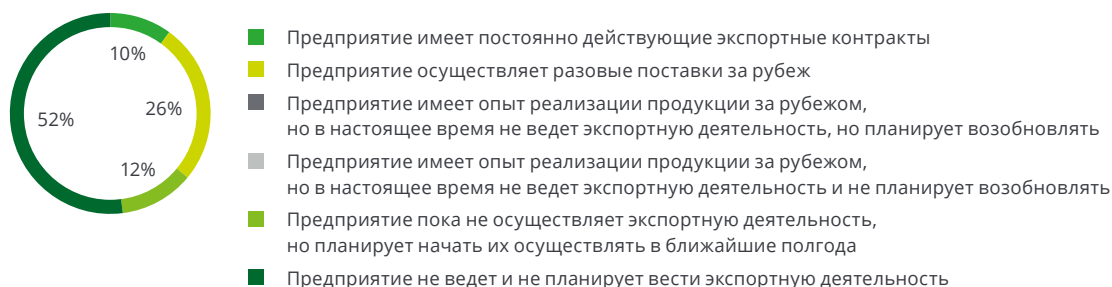 10%
26%
52%
12%
Предприятие имеет постоянно действующие экспортные контракты
Предприятие осуществляет разовые поставки за рубеж
Предприятие имеет опыт реализации продукции за рубежом,
но в настоящее время не ведет экспортную деятельность, но планирует возобновлять
Предприятие имеет опыт реализации продукции за рубежом,
но в настоящее время не ведет экспортную деятельность и не планирует возобновлять
Предприятие пока не осуществляет экспортную деятельность,
но планирует начать их осуществлять в ближайшие полгода
Предприятие не ведет и не планирует вести экспортную деятельность